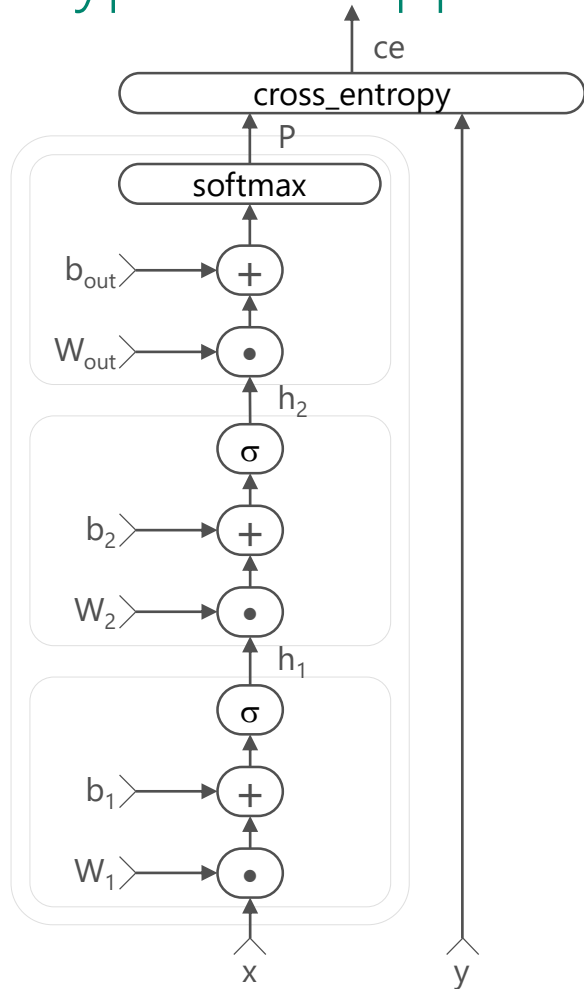 ce
cross_entropy
P
softmax
b_out
+
W_out
•
h_2
σ
b_2
+
W_2
•
h_1
σ
b_1
+
W_1
•
x y